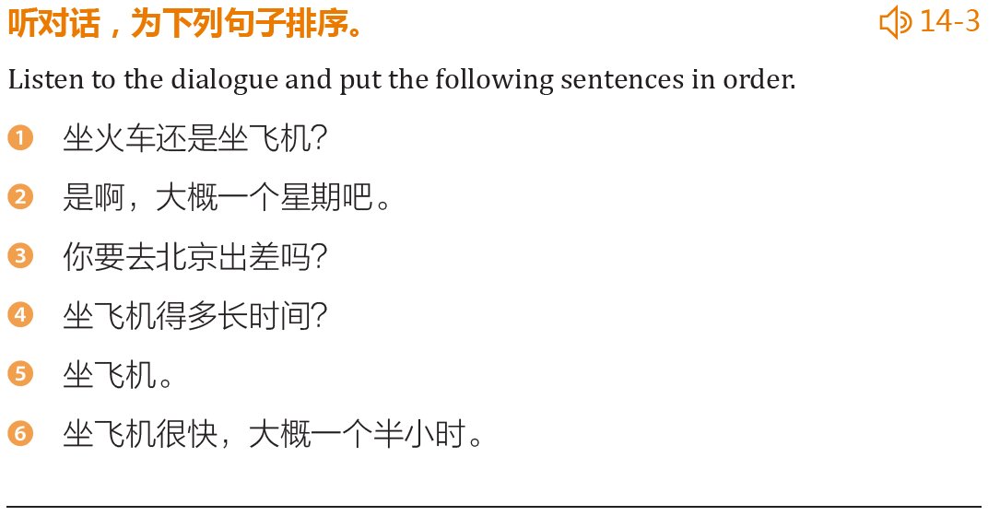 听对话，为下列句子排序。 14-3
Listen to the dialogue and put the following sentences in order.
1 坐火车还是坐飞机？
2 是啊，大概一个星期吧。
3 你要去北京出差吗？
4 坐飞机得多长时间？
5 坐飞机。
6 坐飞机很快，大概一个半小时。